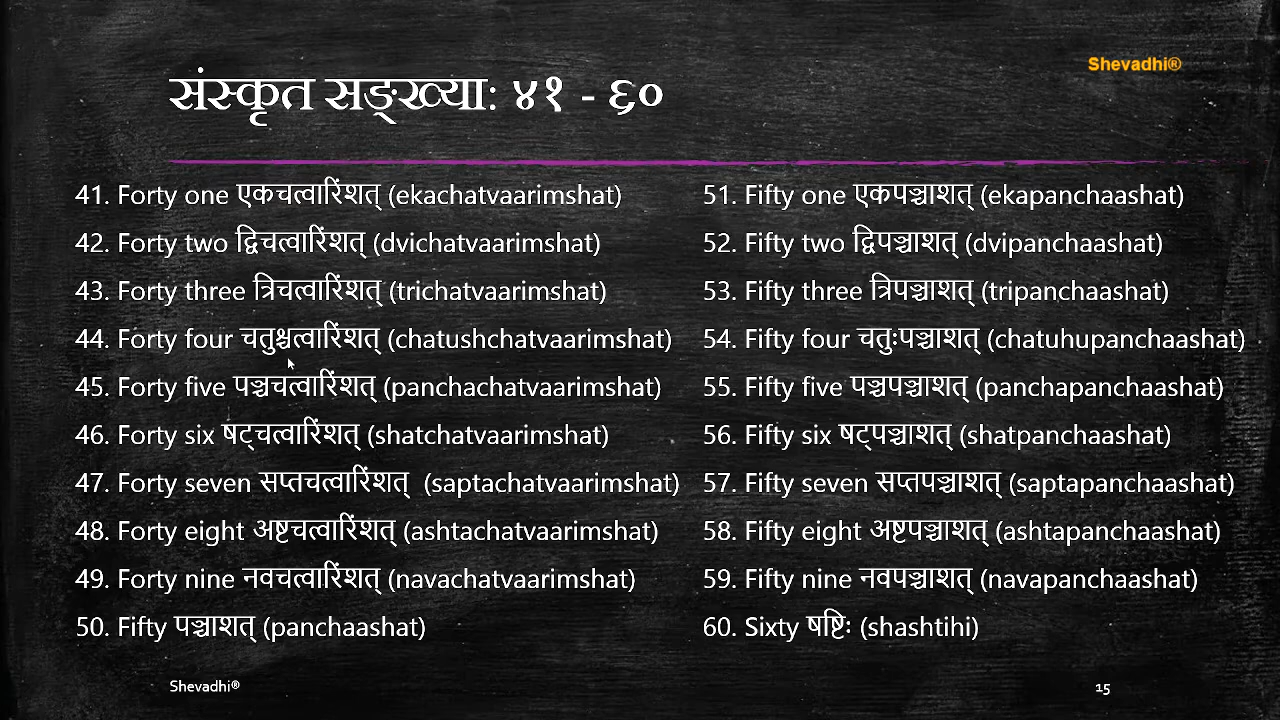 संस्कृत सङ्ख्याः ४१ - ६०
Shevadhi®
41. Forty one एकचत्वारिंशत् (ekachatvaarimshat)
42. Forty two द्विचत्वारिंशत् (dvichatvaarimshat)
43. Forty three त्रिचत्वारिंशत् (trichatvaarimshat)
44. Forty four चतुश्चत्वारिंशत् (chatushchatvaarimshat)
45. Forty five पञ्चचत्वारिंशत् (panchachatvaarimshat)
46. Forty six षट्चत्वारिंशत् (shatchatvaarimshat)
47. Forty seven सप्तचत्वारिंशत् (saptachatvaarimshat)
48. Forty eight अष्टचत्वारिंशत् (ashtachatvaarimshat)
49. Forty nine नवचत्वारिंशत् (navachatvaarimshat)
50. Fifty पञ्चाशत् (panchaashat)
51. Fifty one एकपञ्चाशत् (ekapanchaashat)
52. Fifty two द्विपञ्चाशत् (dvipanchaashat)
53. Fifty three त्रिपञ्चाशत् (tripanchaashat)
54. Fifty four चतुःपञ्चाशत् (chatuhupanchaashat)
55. Fifty five पञ्चपञ्चाशत् (panchapanchaashat)
56. Fifty six षट्पञ्चाशत् (shatpanchaashat)
57. Fifty seven सप्तपञ्चाशत् (saptapanchaashat)
58. Fifty eight अष्टपञ्चाशत् (ashtapanchaashat)
59. Fifty nine नवपञ्चाशत् (navapanchaashat)
60. Sixty षष्टिः (shashtihi)
Shevadhi®
15